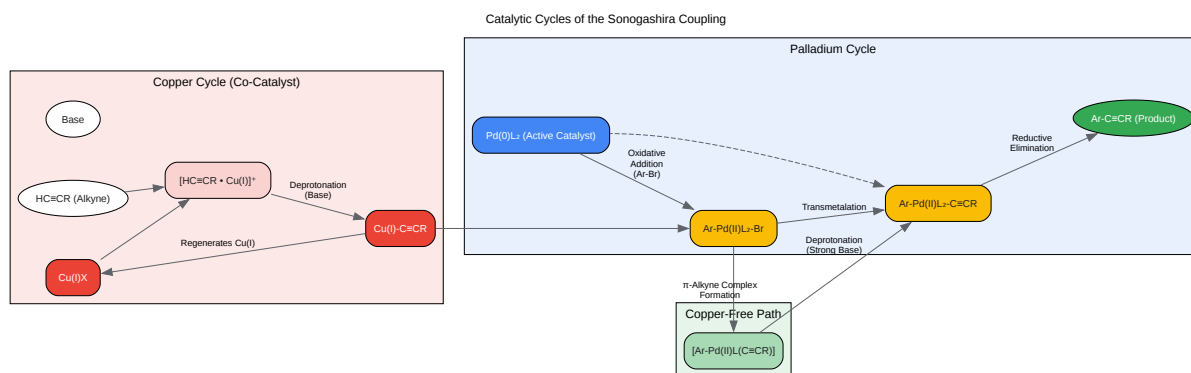 Catalytic Cycles of the Sonogashira Coupling
Copper Cycle (Co-Catalyst)
Base
HC≡CR (Alkyne)
[HC≡CR • Cu(I)]⁺
Deprotonation
(Base)
Cu(I)-C≡CR
Regenerates Cu(I)
Cu(I)X
Palladium Cycle
Pd(0)L₂ (Active Catalyst)
Oxidative
Addition
(Ar-Br)
Ar-Pd(II)L₂-Br
Transmetalation
Ar-Pd(II)L₂-C≡CR
Reductive
Elimination
Ar-C≡CR (Product)
Deprotonation
(Strong Base)
π-Alkyne Complex
Formation
Copper-Free Path
[Ar-Pd(II)L(C≡CR)]